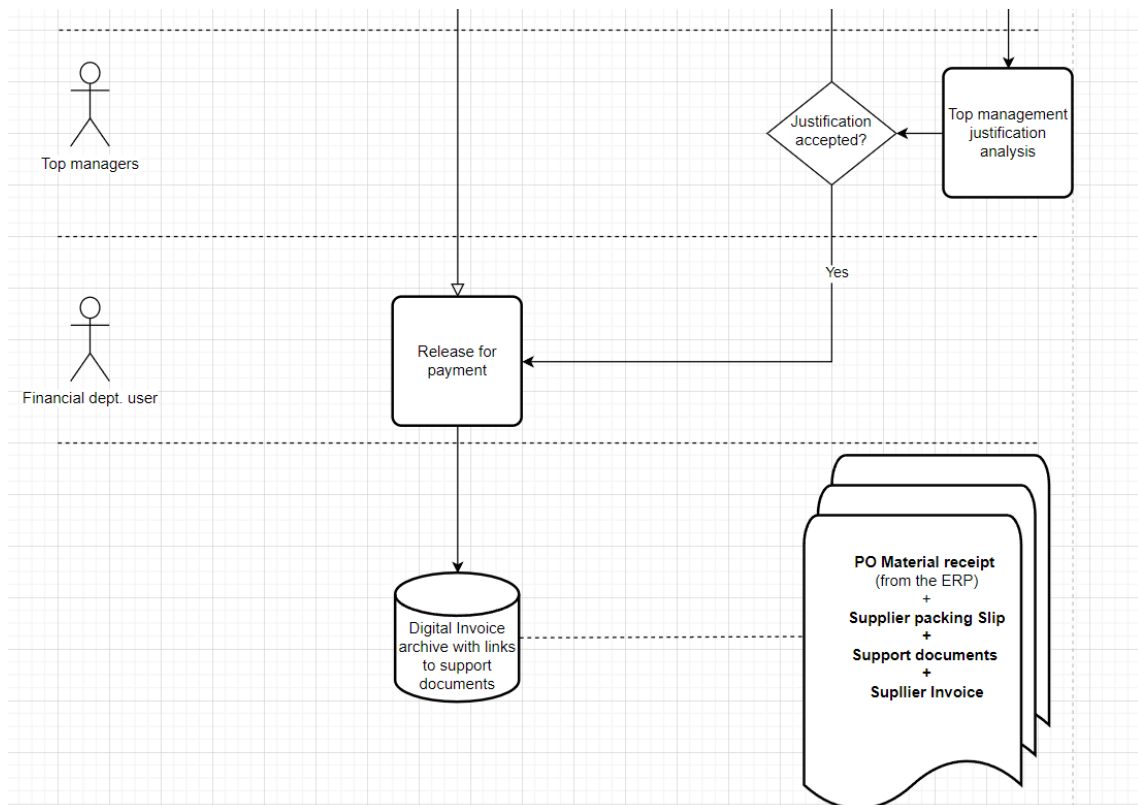 Top managers
Justification
accepted?
Top management
justification
analysis
Yes
Financial dept. user
Release for
payment
Digital Invoice
archive with links
to support
documents
PO Material receipt
(from the ERP)
+
Supplier packing Slip
+
Support documents
+
Supllier Invoice